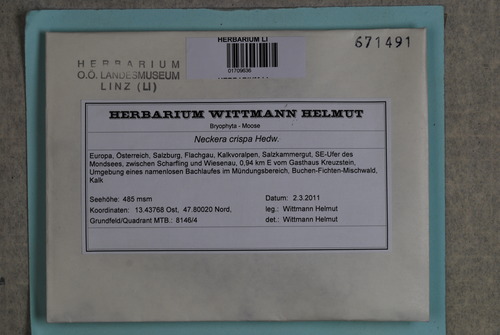 HERBARIUM
O.Ö. LANDESMUSEUM
LINZ (LI)
HERBARIUM LI
01709836
671491
HERBARIUM WITTMANN HELMUT
Bryophyta - Moose
Neckera crispa Hedw.
Europa, Österreich, Salzburg, Flachgau, Kalkvoralpen, Salzkammergut, SE-Ufer des
Mondsees, zwischen Scharfling und Wiesenau, 0,94 km E vom Gasthaus Kreuzstein,
Umgebung eines namenlosen Bachlaufes im Mündungsbereich, Buchen-Fichten-Mischwald,
Kalk
Seehöhe: 485 msm Datum: 2.3.2011
Koordinaten: 13.43768 Ost, 47.80020 Nord, leg.: Wittmann Helmut
Grundfeld/Quadrant MTB.: 8146/4 det.: Wittmann Helmut